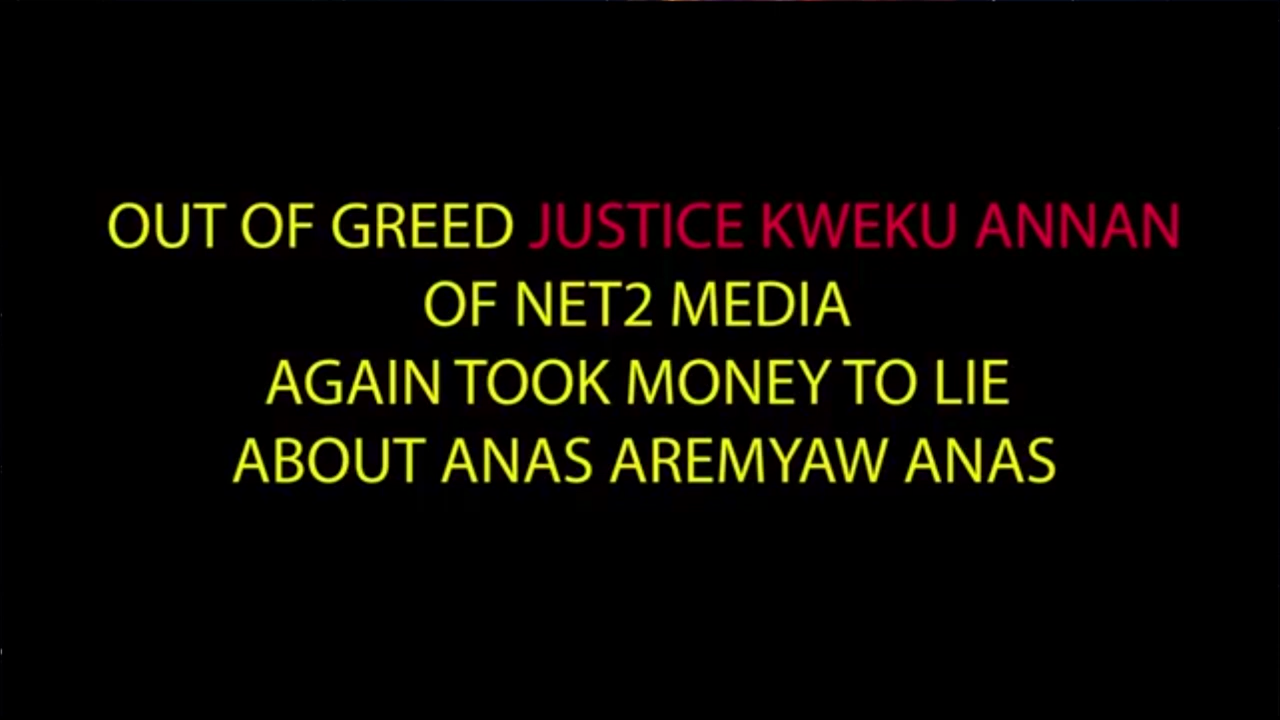 OUT OF GREED JUSTICE KWEKU ANNAN
OF NET2 MEDIA
AGAIN TOOK MONEY TO LIE
ABOUT ANAS AREMYAW ANAS